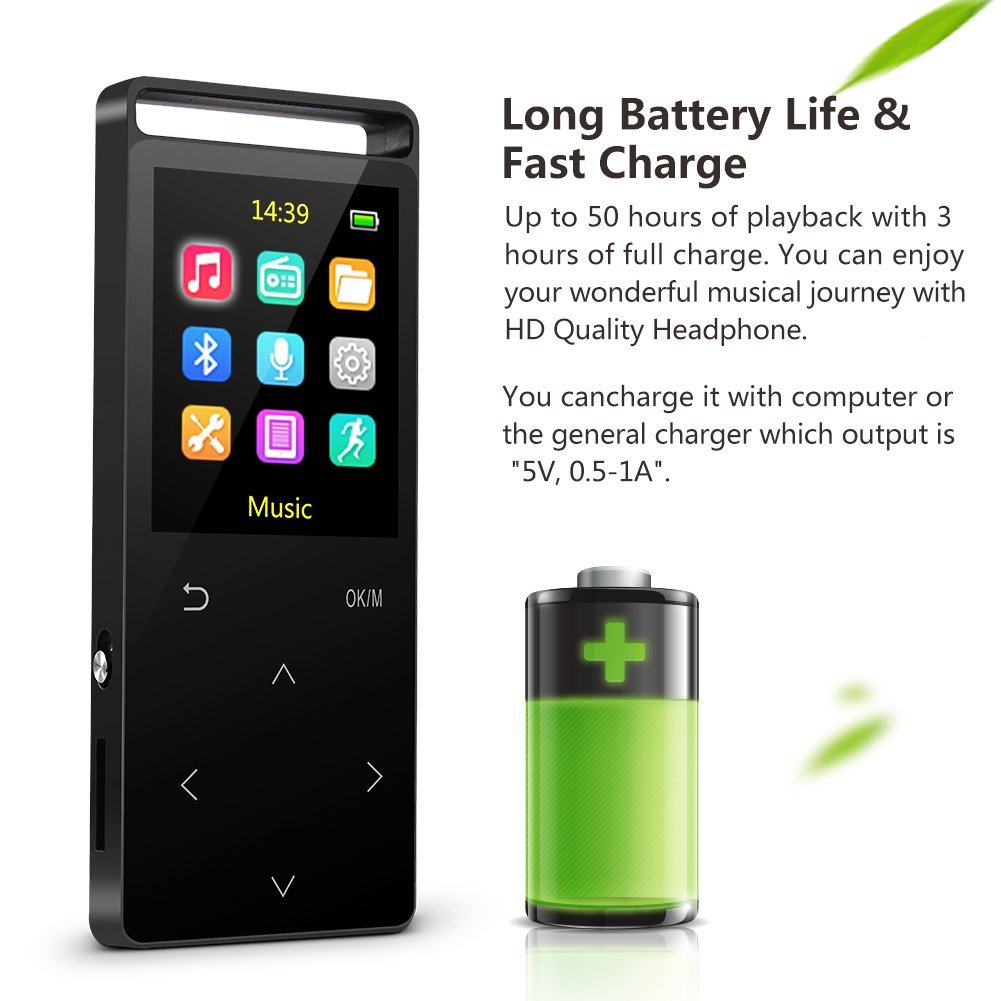 Long Battery Life &
Fast Charge
Up to 50 hours of playback with 3
hours of full charge. You can enjoy
your wonderful musical journey with
HD Quality Headphone.
You cancharge it with computer or
the general charger which output is
"5V, 0.5-1A".
14:39
Music
OK/M